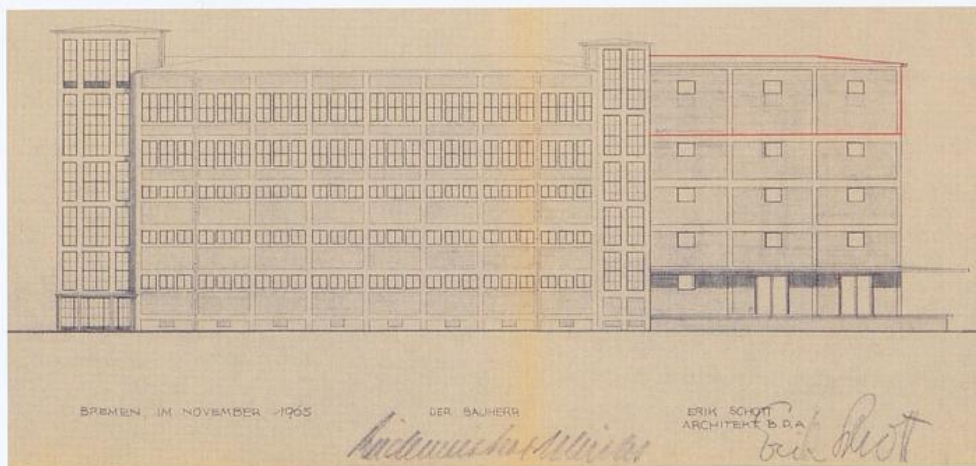 BREMEN, IM NOVEMBER 1965
DER BAUHERR
ERIK SCHOTT
ARCHITEKT B.D.A.
Erik Schott